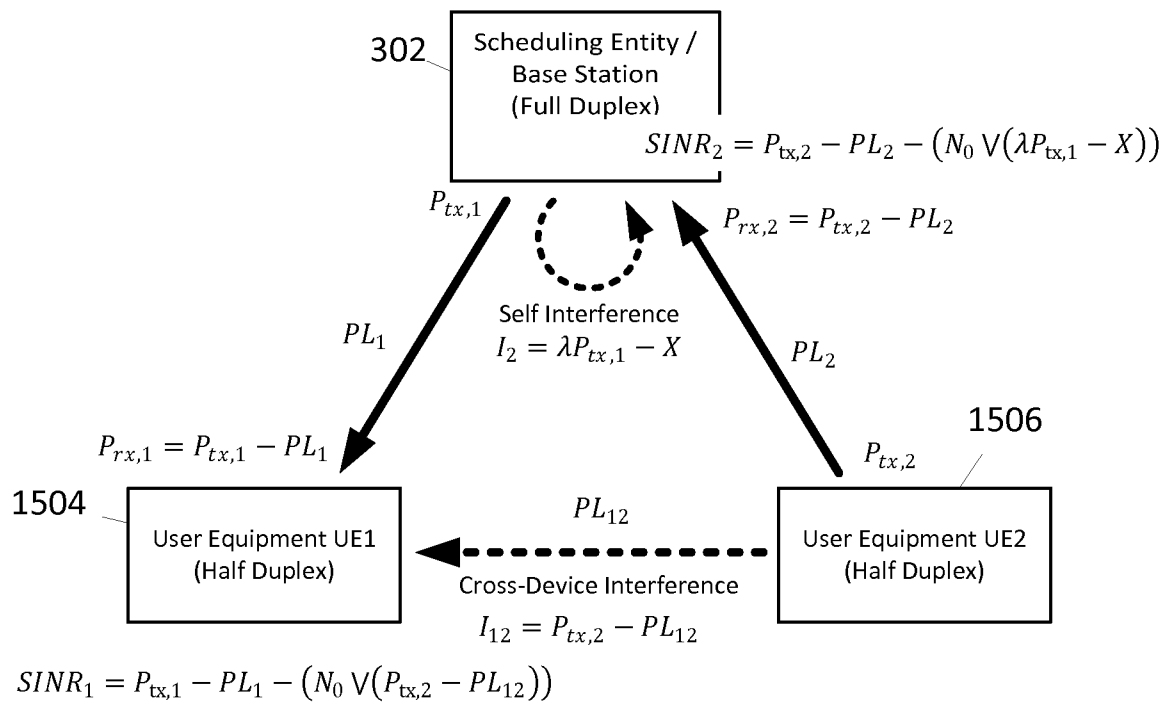 302
Scheduling Entity /
Base Station
(Full Duplex)
SINR₂ = P_tx,2 − PL₂ − (N₀ ⋁(λP_tx,1 − X))
P_tx,1
P_rx,2 = P_tx,2 − PL₂
Self Interference
I₂ = λP_tx,1 − X
PL₁
PL₂
P_rx,1 = P_tx,1 − PL₁
1506
P_tx,2
1504
User Equipment UE1
(Half Duplex)
PL₁₂
Cross-Device Interference
I₁₂ = P_tx,2 − PL₁₂
User Equipment UE2
(Half Duplex)
SINR₁ = P_tx,1 − PL₁ − (N₀ ⋁(P_tx,2 − PL₁₂))